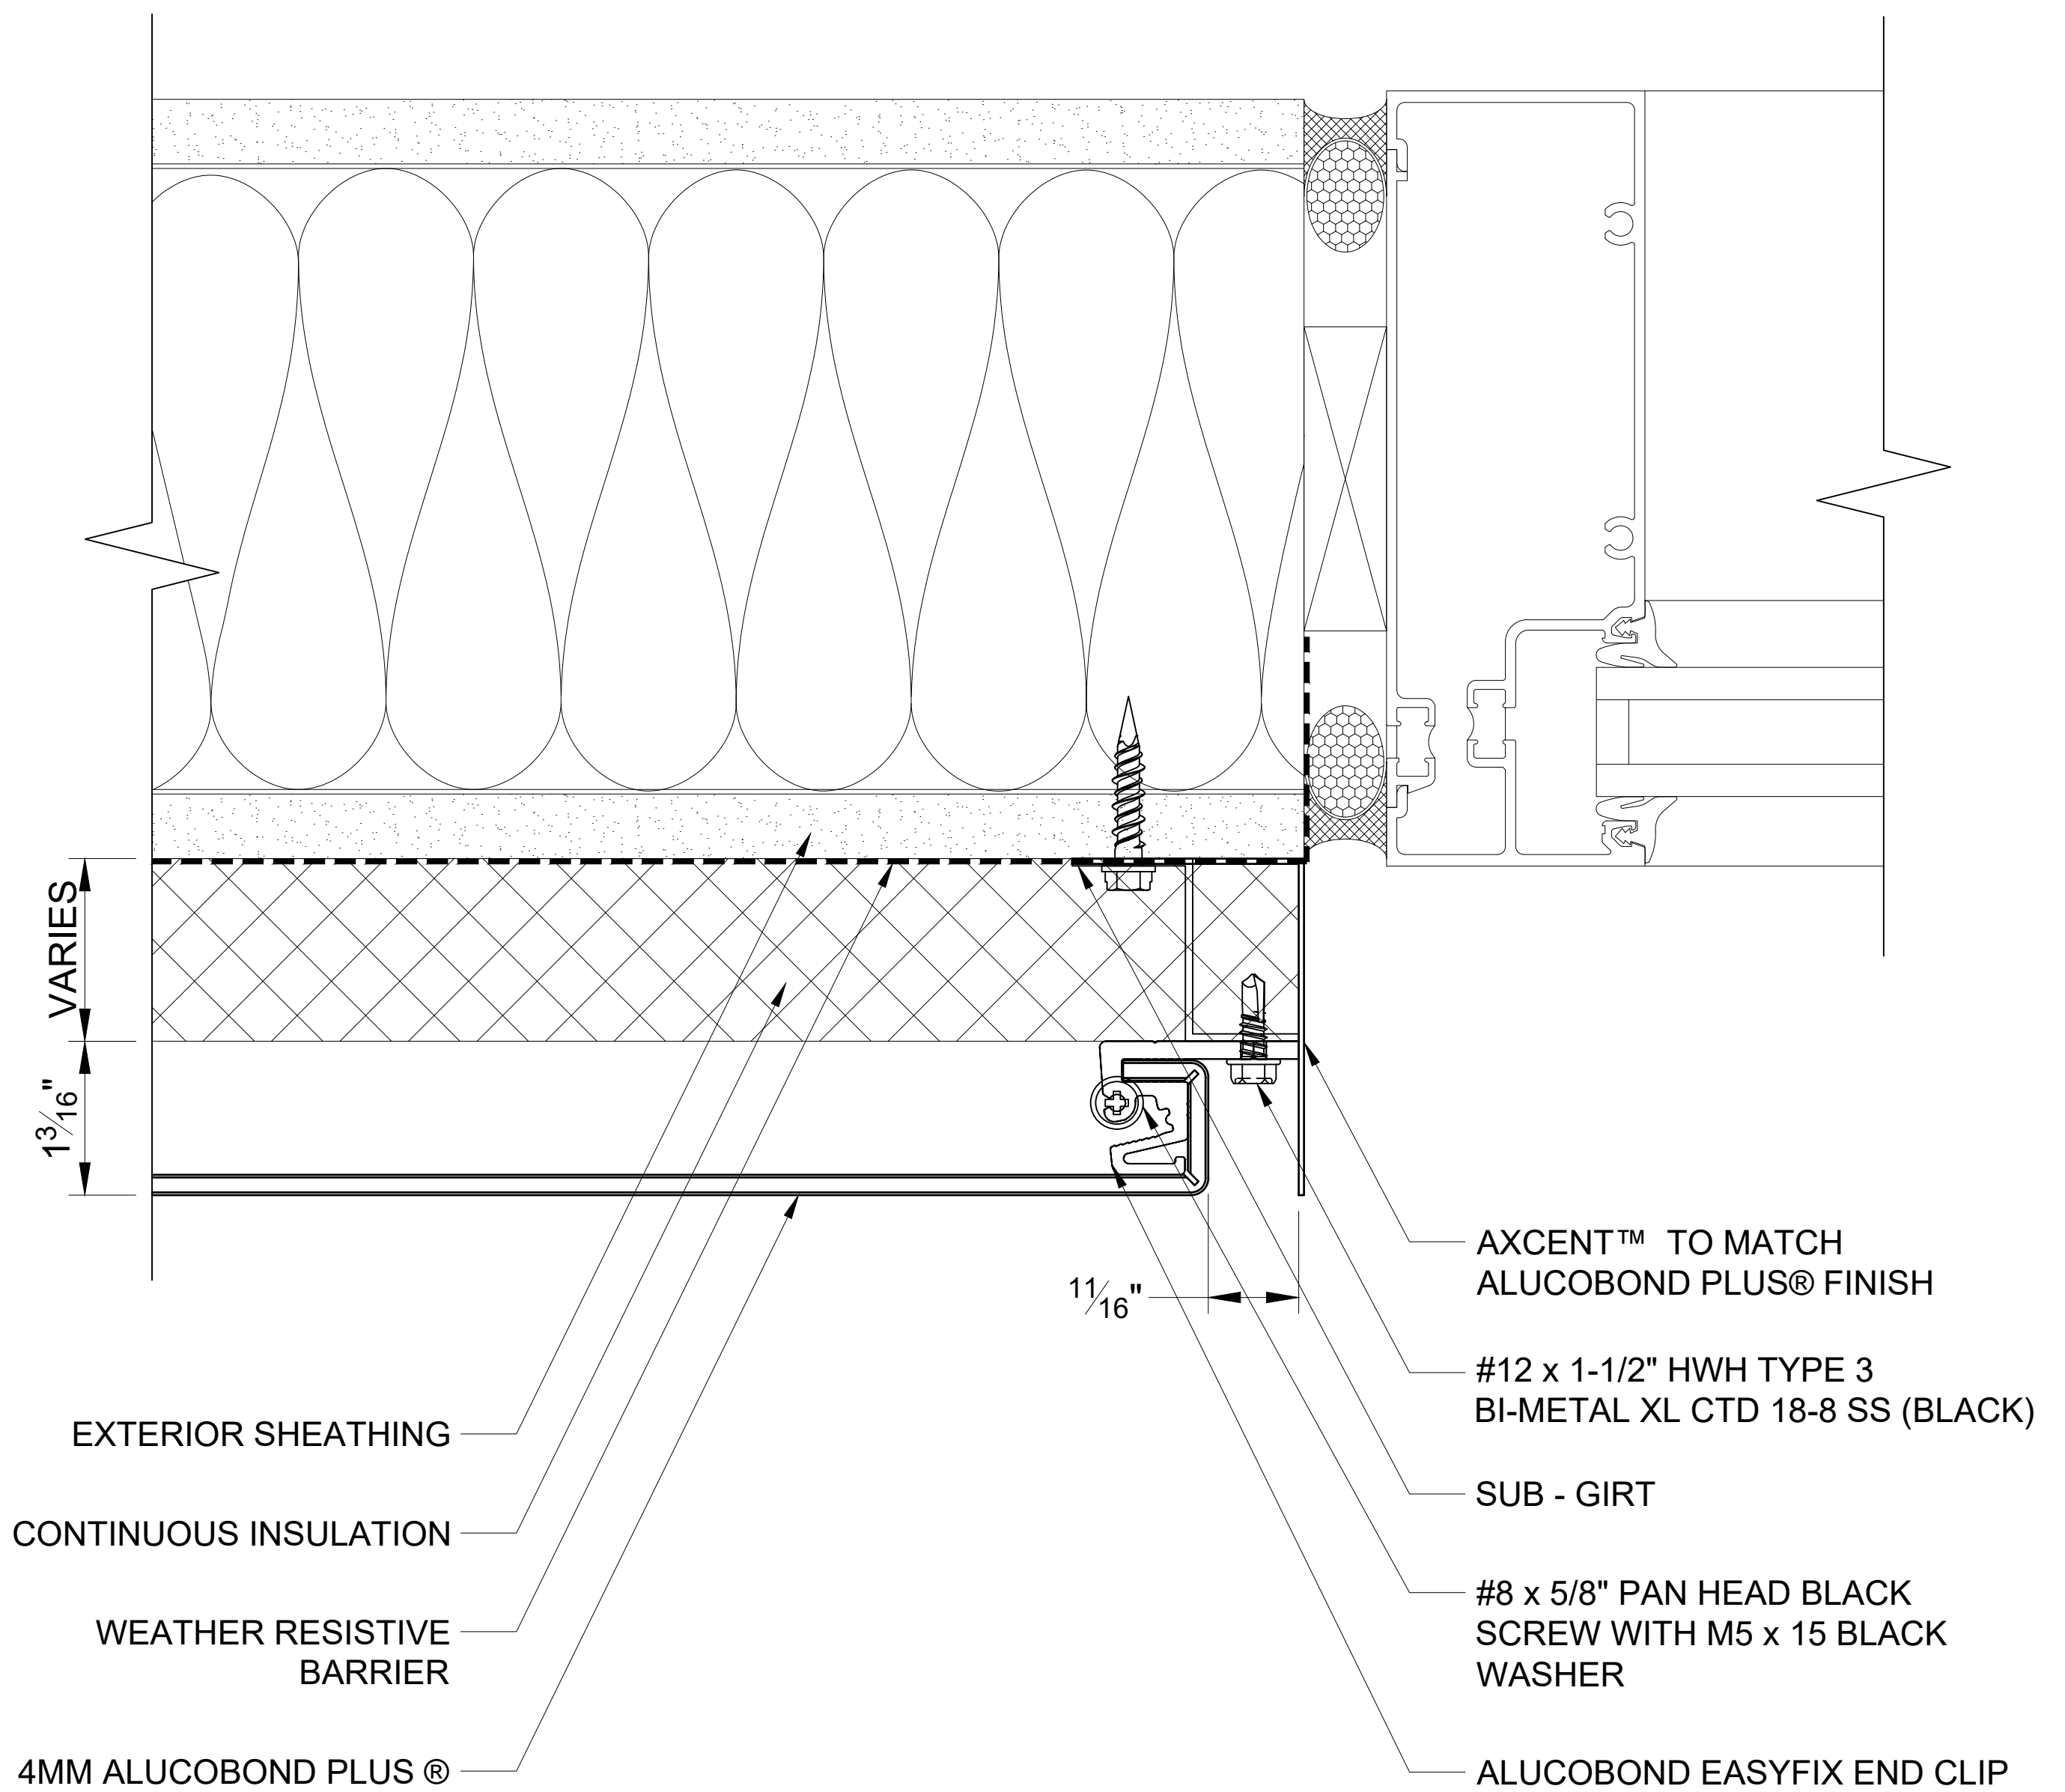 VARIES
1 3/16"
11/16"
AXCENT™ TO MATCH
ALUCOBOND PLUS® FINISH
#12 x 1-1/2" HWH TYPE 3
BI-METAL XL CTD 18-8 SS (BLACK)
EXTERIOR SHEATHING
SUB - GIRT
CONTINUOUS INSULATION
#8 x 5/8" PAN HEAD BLACK
SCREW WITH M5 x 15 BLACK
WASHER
WEATHER RESISTIVE
BARRIER
4MM ALUCOBOND PLUS ®
ALUCOBOND EASYFIX END CLIP